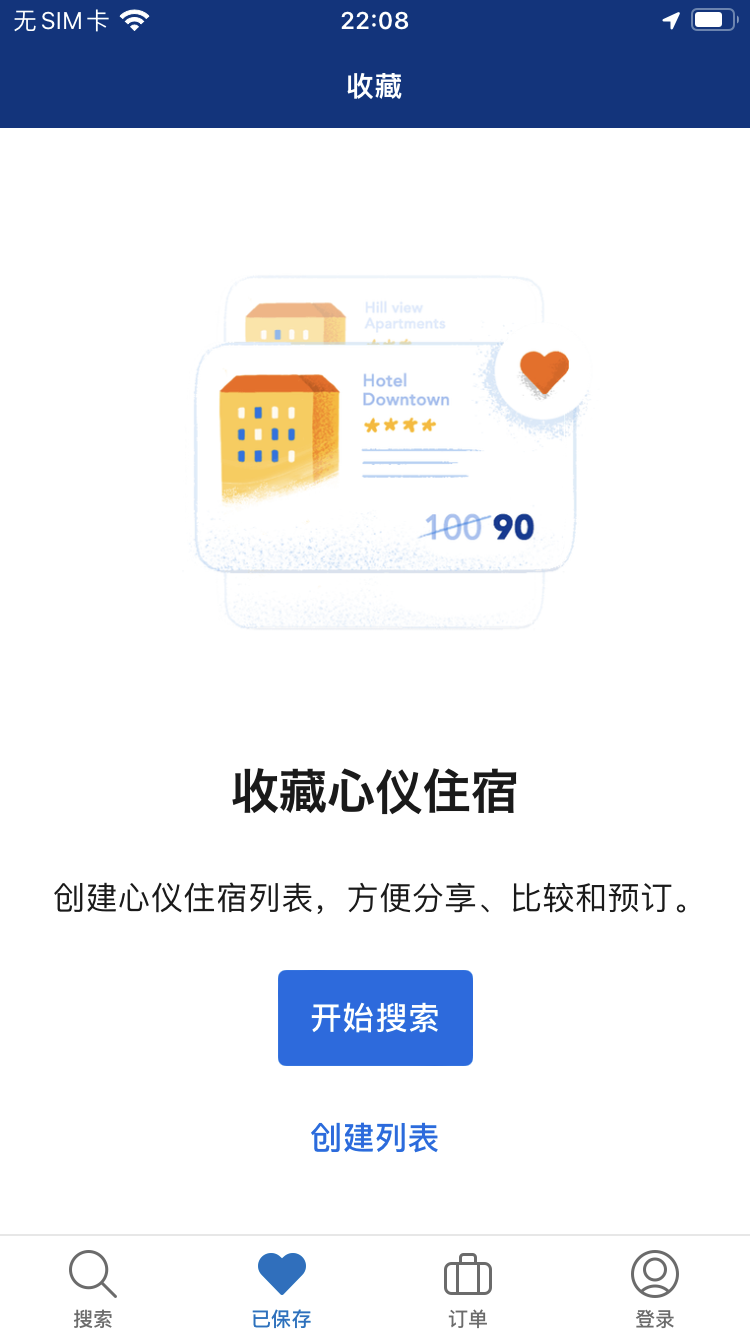 无SIM卡
22:08
收藏
Hill view
Apartments
Hotel
Downtown
100 90
收藏心仪住宿
创建心仪住宿列表，方便分享、比较和预订。
开始搜索
创建列表
搜索
已保存
订单
登录